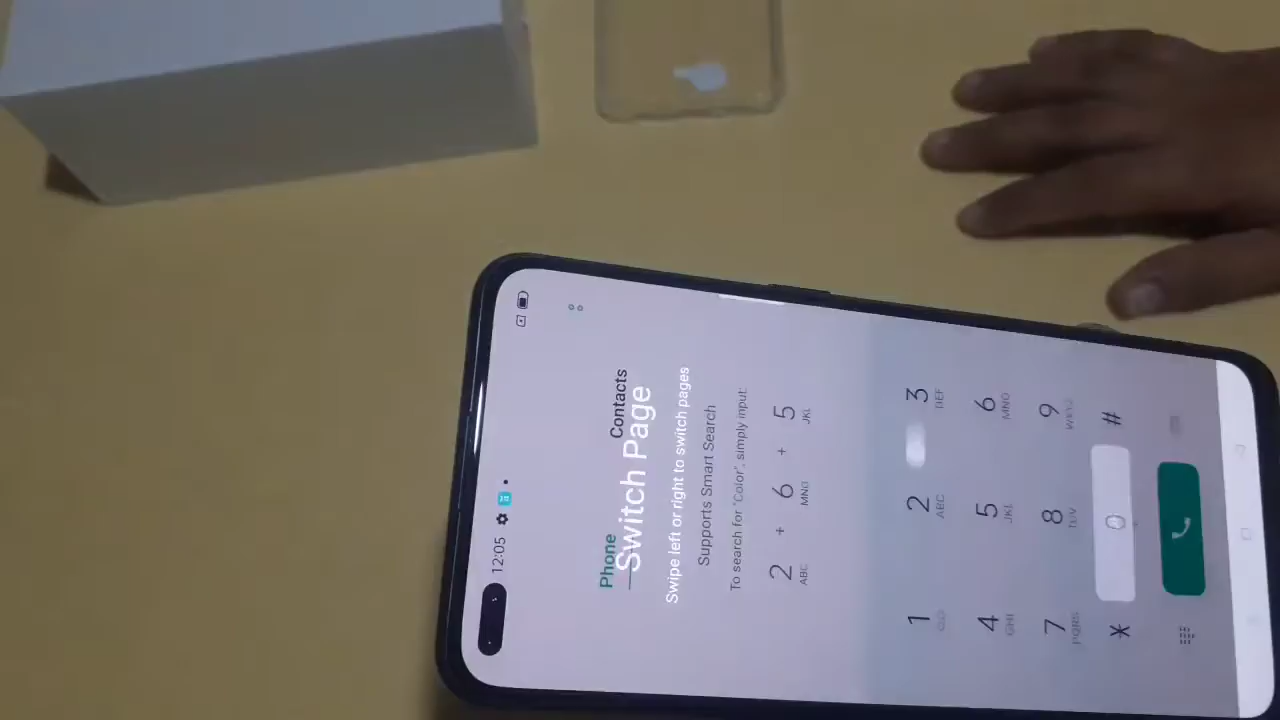 12:05
Phone Contacts
Switch Page
Swipe left or right to switch pages
Supports Smart Search
To search for "Color", simply input:
2 + 6 + 5
ABC MNO JKL
1 2 3
ABC DEF
4 5 6
GHI JKL MNO
7 8 9
PQRS TUV WXYZ
* 0 #